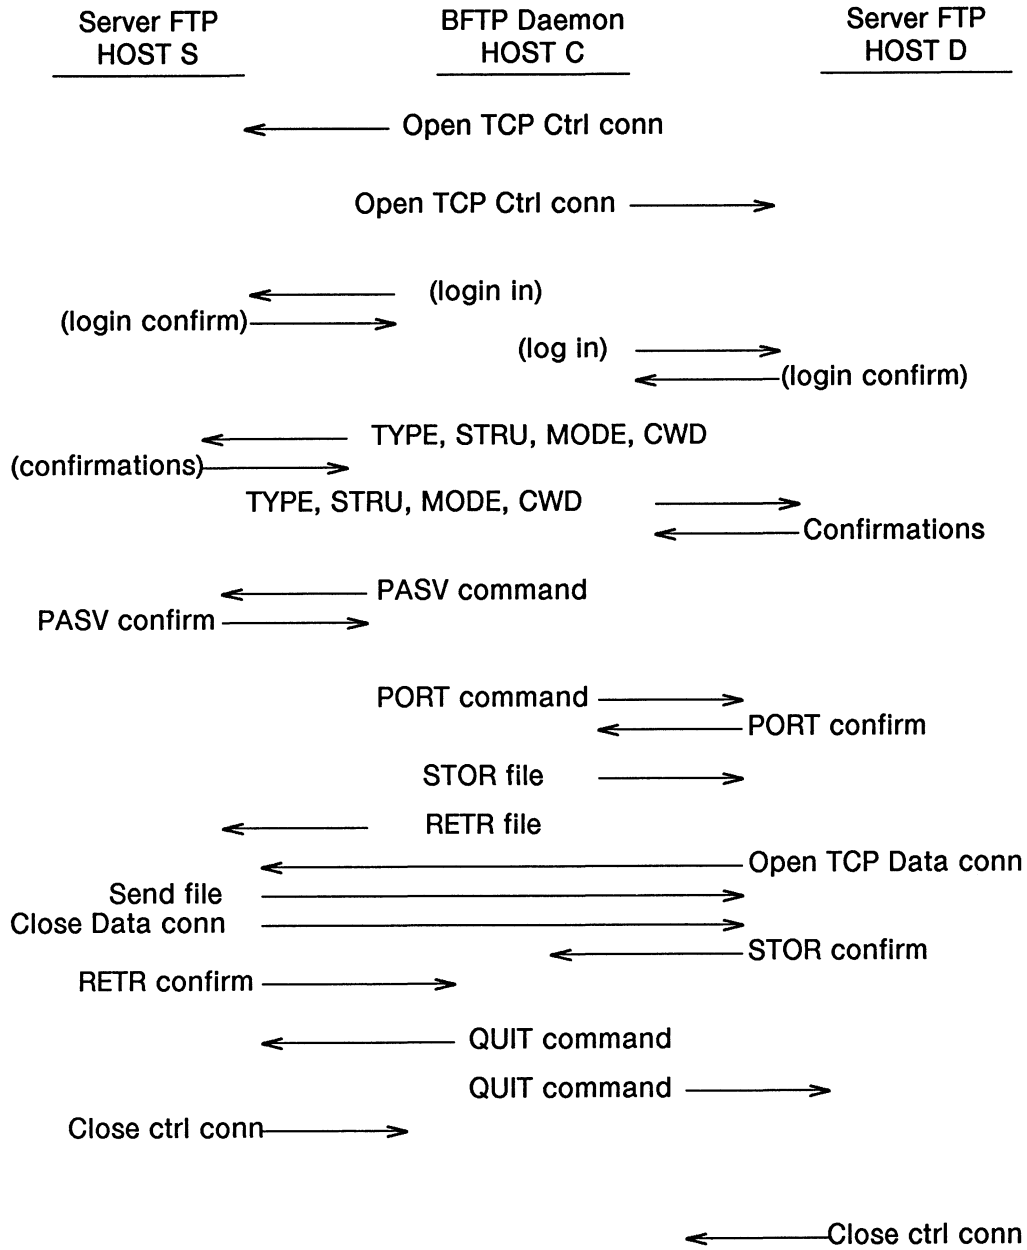 Server FTP BFTP Daemon Server FTP
HOST S HOST C HOST D
Open TCP Ctrl conn
Open TCP Ctrl conn
(login in)
(login confirm)
(log in)
(login confirm)
TYPE, STRU, MODE, CWD
(confirmations)
TYPE, STRU, MODE, CWD
Confirmations
PASV command
PASV confirm
PORT command
PORT confirm
STOR file
RETR file
Open TCP Data conn
Send file
Close Data conn
STOR confirm
RETR confirm
QUIT command
QUIT command
Close ctrl conn
Close ctrl conn